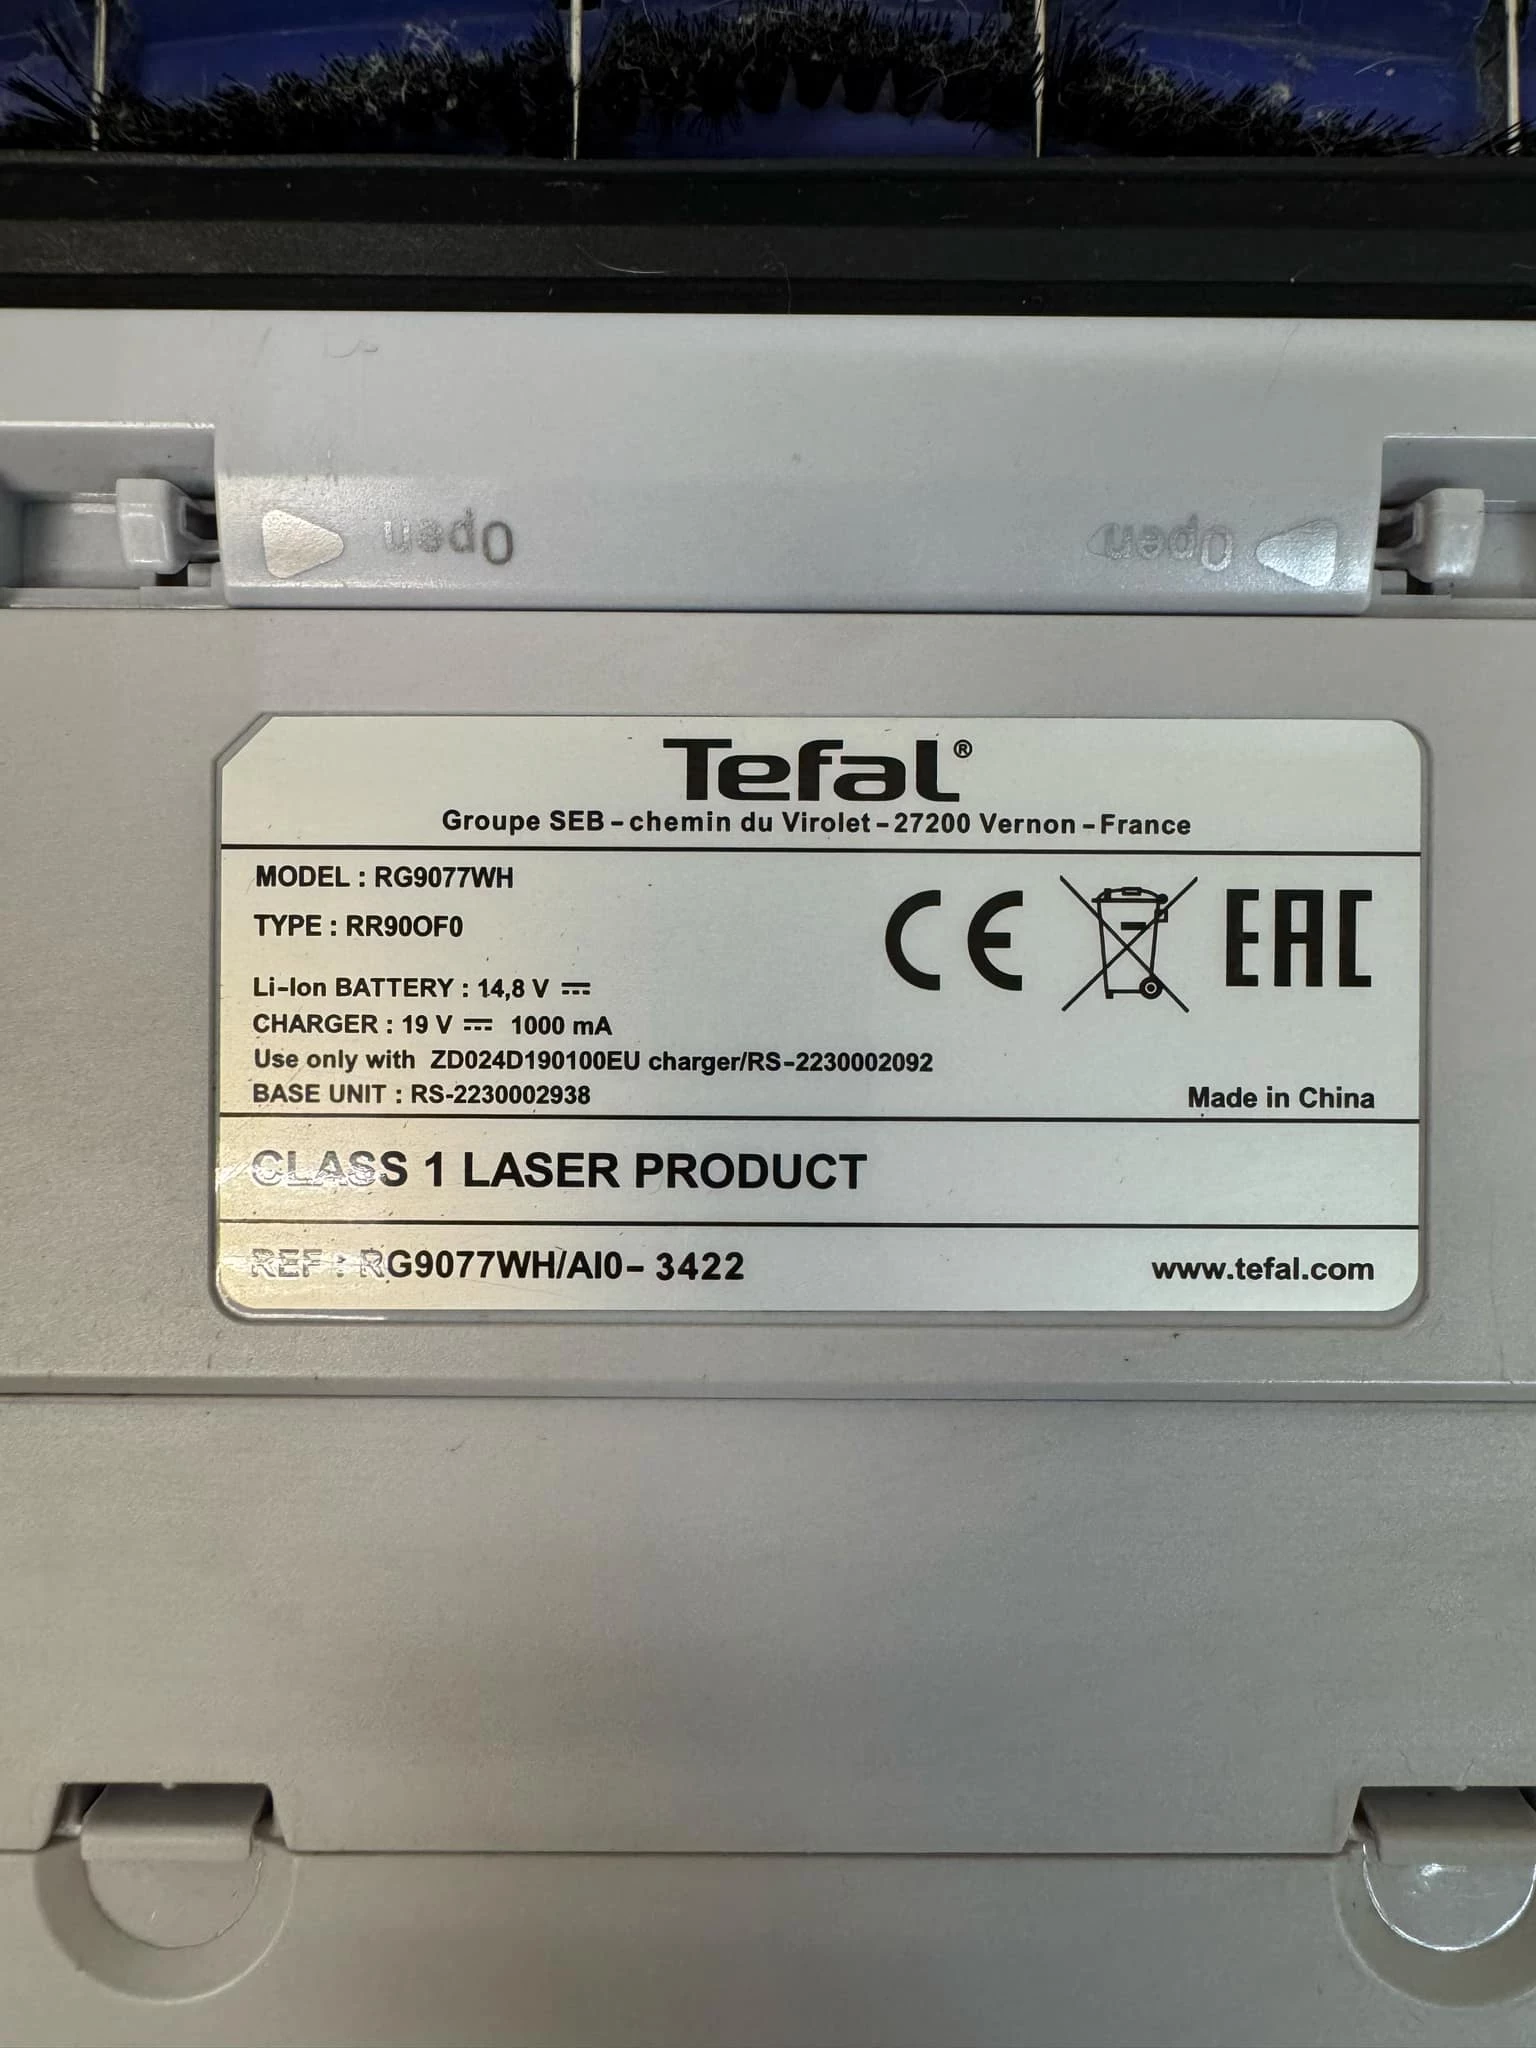 Open
Open
Tefal®
Groupe SEB – chemin du Virolet – 27200 Vernon – France
MODEL : RG9077WH
TYPE : RR90OF0
Li-Ion BATTERY : 14,8 V ⎓
CHARGER : 19 V ⎓ 1000 mA
Use only with ZD024D190100EU charger/RS-2230002092
BASE UNIT : RS-2230002938
CE
EAC
Made in China
CLASS 1 LASER PRODUCT
REF : RG9077WH/AI0- 3422
www.tefal.com